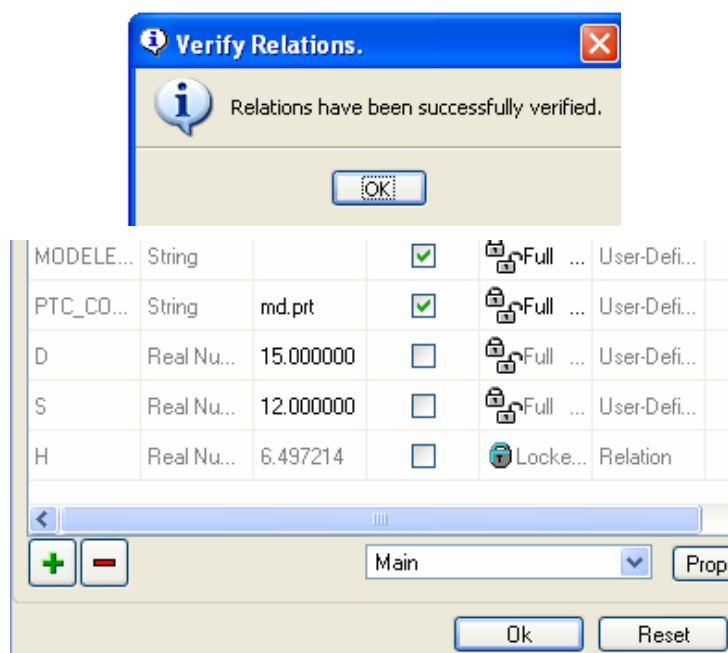 Verify Relations.
Relations have been successfully verified.
OK
MODELE... String Full ... User-Defi...
PTC_CO... String md.prt Full ... User-Defi...
D Real Nu... 15.000000 Full ... User-Defi...
S Real Nu... 12.000000 Full ... User-Defi...
H Real Nu... 6.497214 Locke... Relation
Main Prop
Ok Reset